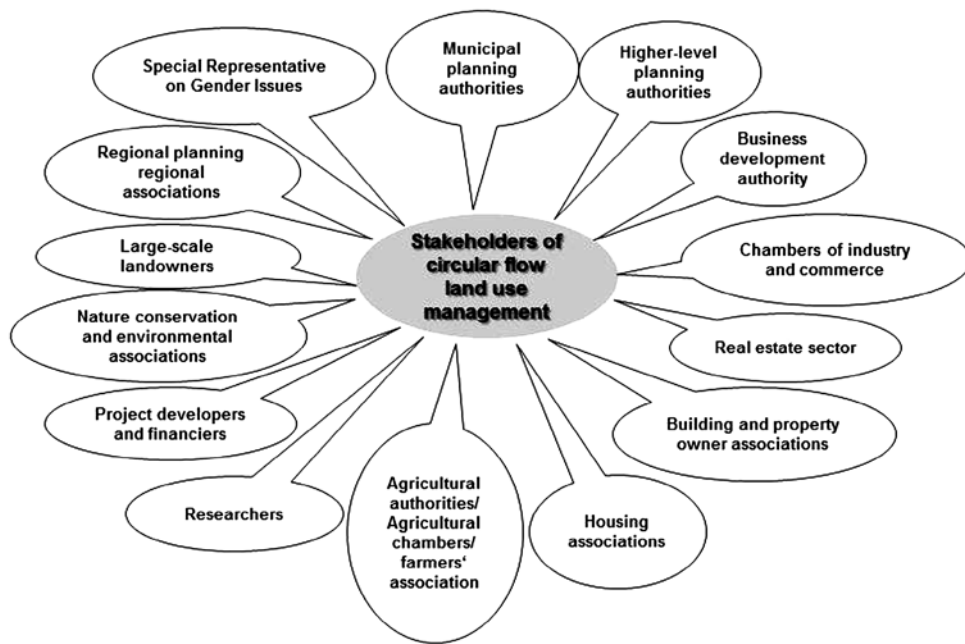 Special Representative
on Gender Issues
Municipal
planning
authorities
Higher-level
planning
authorities
Regional planning
regional
associations
Business
development
authority
Large-scale
landowners
Stakeholders of
circular flow
land use
management
Chambers of industry
and commerce
Nature conservation
and environmental
associations
Real estate sector
Project developers
and financiers
Building and property
owner associations
Researchers
Agricultural
authorities/
Agricultural
chambers/
farmers‘
association
Housing
associations